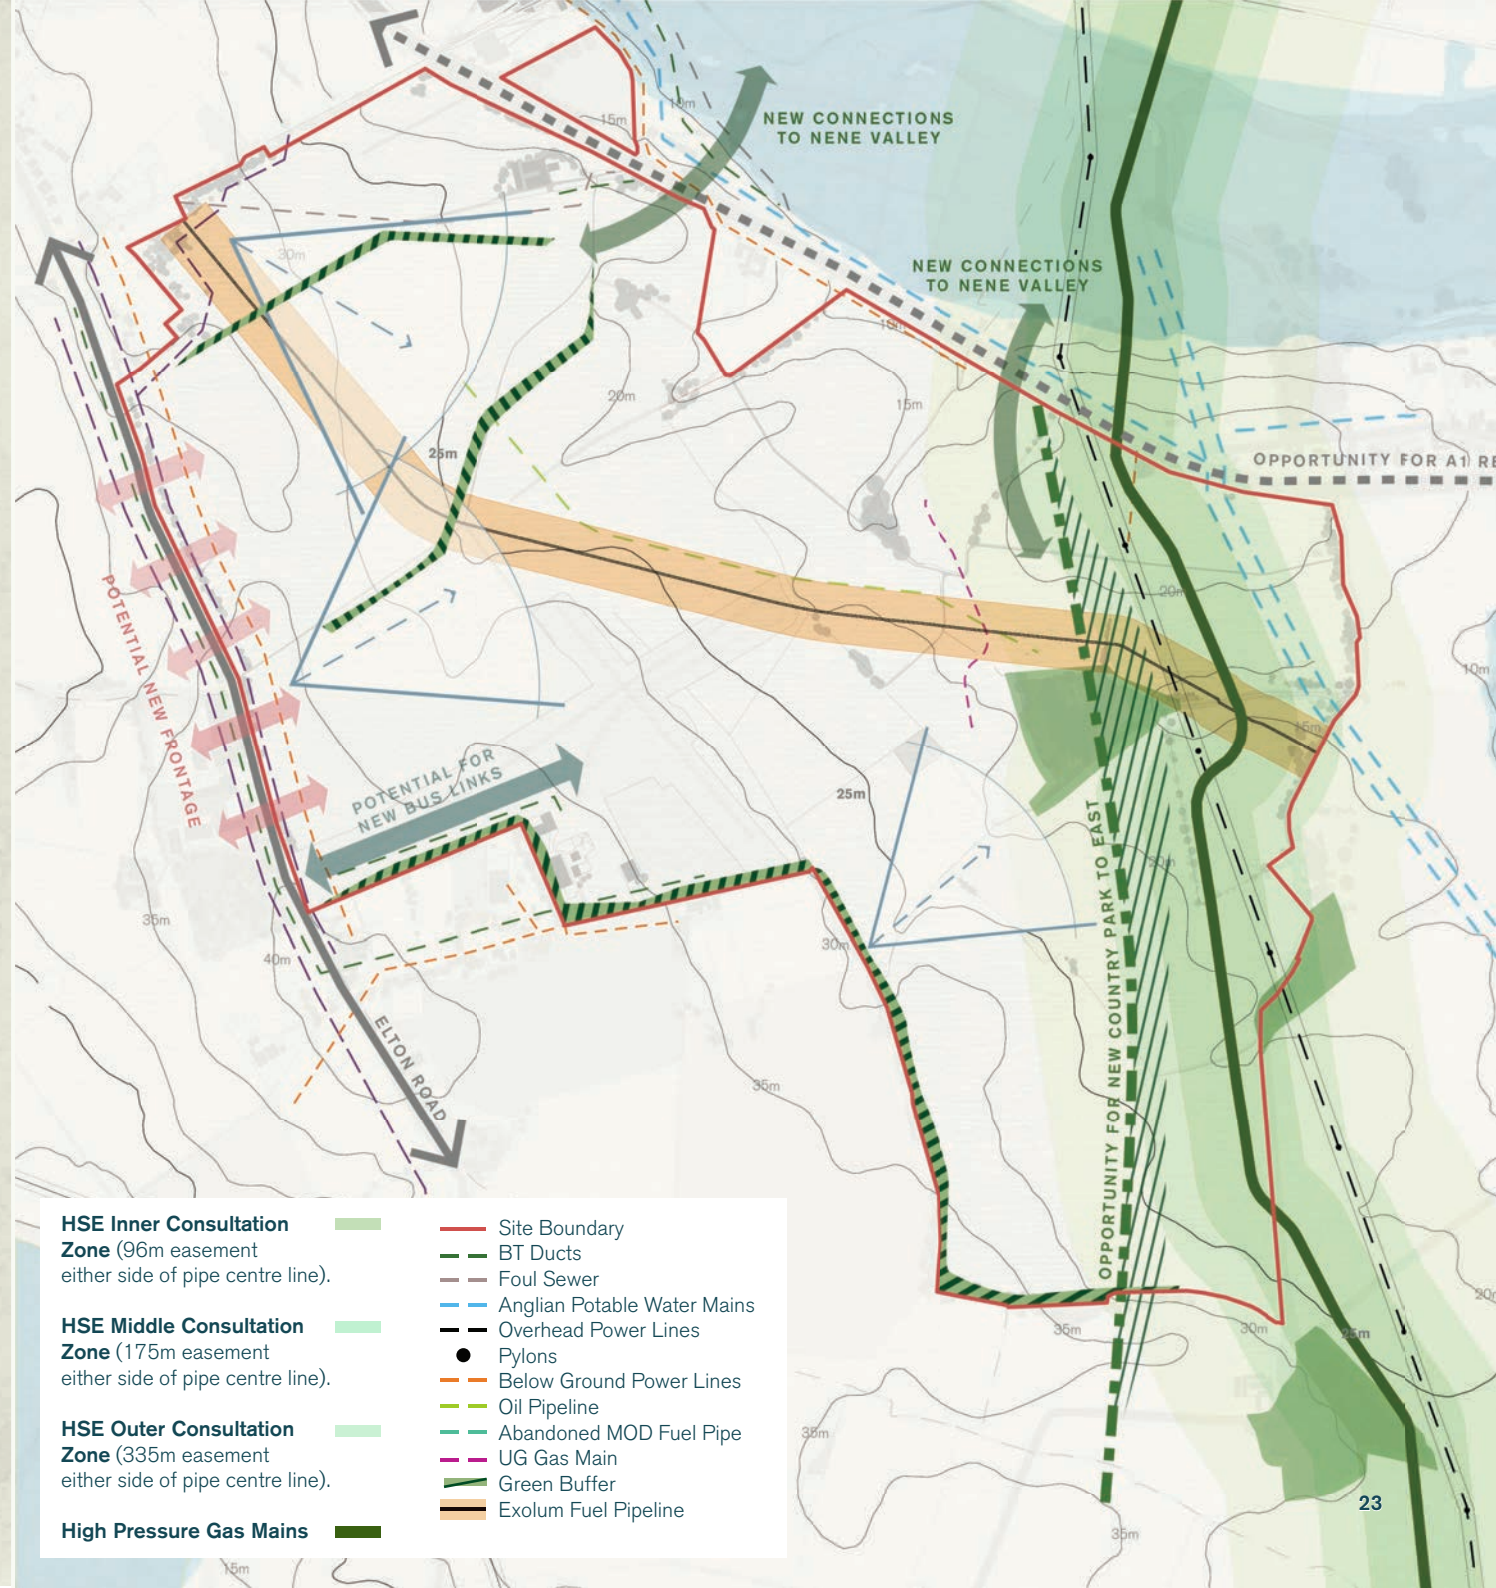 NEW CONNECTIONS
TO NENE VALLEY
NEW CONNECTIONS
TO NENE VALLEY
OPPORTUNITY FOR A1 RE
POTENTIAL NEW FRONTAGE
POTENTIAL FOR
NEW BUS LINKS
ELTON ROAD
OPPORTUNITY FOR NEW COUNTRY PARK TO EAST
10m
15m
30m
10m
20m
15m
25m
20m
10m
15m
25m
20m
30m
35m
40m
35m
35m
30m
25m
20m
35m
35m
15m
HSE Inner Consultation
Zone (96m easement
either side of pipe centre line).
HSE Middle Consultation
Zone (175m easement
either side of pipe centre line).
HSE Outer Consultation
Zone (335m easement
either side of pipe centre line).
High Pressure Gas Mains
Site Boundary
BT Ducts
Foul Sewer
Anglian Potable Water Mains
Overhead Power Lines
Pylons
Below Ground Power Lines
Oil Pipeline
Abandoned MOD Fuel Pipe
UG Gas Main
Green Buffer
Exolum Fuel Pipeline
23